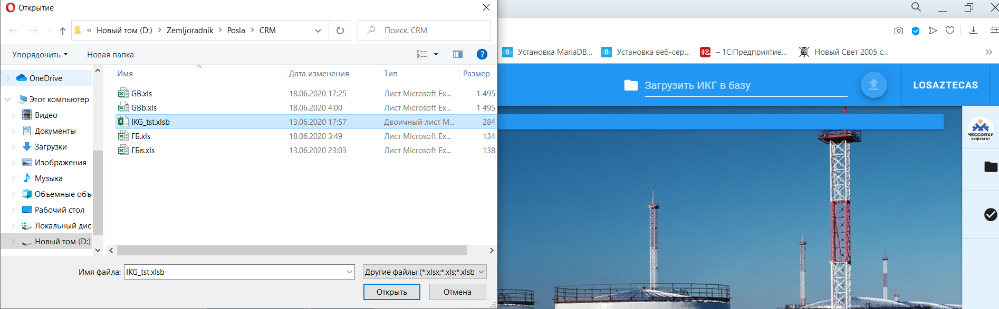 Открытие
« Новый том (D:) > Zemljoradnik > Posla > CRM
Поиск: CRM
Упорядочить
Новая папка
Имя
Дата изменения
Тип
Размер
OneDrive
Этот компьютер
Видео
Документы
Загрузки
Изображения
Музыка
Объемные объе
Рабочий стол
Локальный диск
Новый том (D:)
GB.xls 18.06.2020 17:25 Лист Microsoft Ex... 1 495
GBb.xls 18.06.2020 4:00 Лист Microsoft Ex... 1 495
IKG_tst.xlsb 13.06.2020 17:57 Двоичный лист M... 284
ГБ.xls 18.06.2020 3:49 Лист Microsoft Ex... 134
ГБв.xls 13.06.2020 23:03 Лист Microsoft Ex... 138
Имя файла: IKG_tst.xlsb
Другие файлы (*.xlsx;*.xls;*.xlsb
Открыть
Отмена
Установка MariaDB...
Установка веб-сер...
1С – 1С:Предприятие...
Новый Свет 2005 с...
Загрузить ИКГ в базу
LOSAZTECAS
МЕССОЯХА
нефтегаз